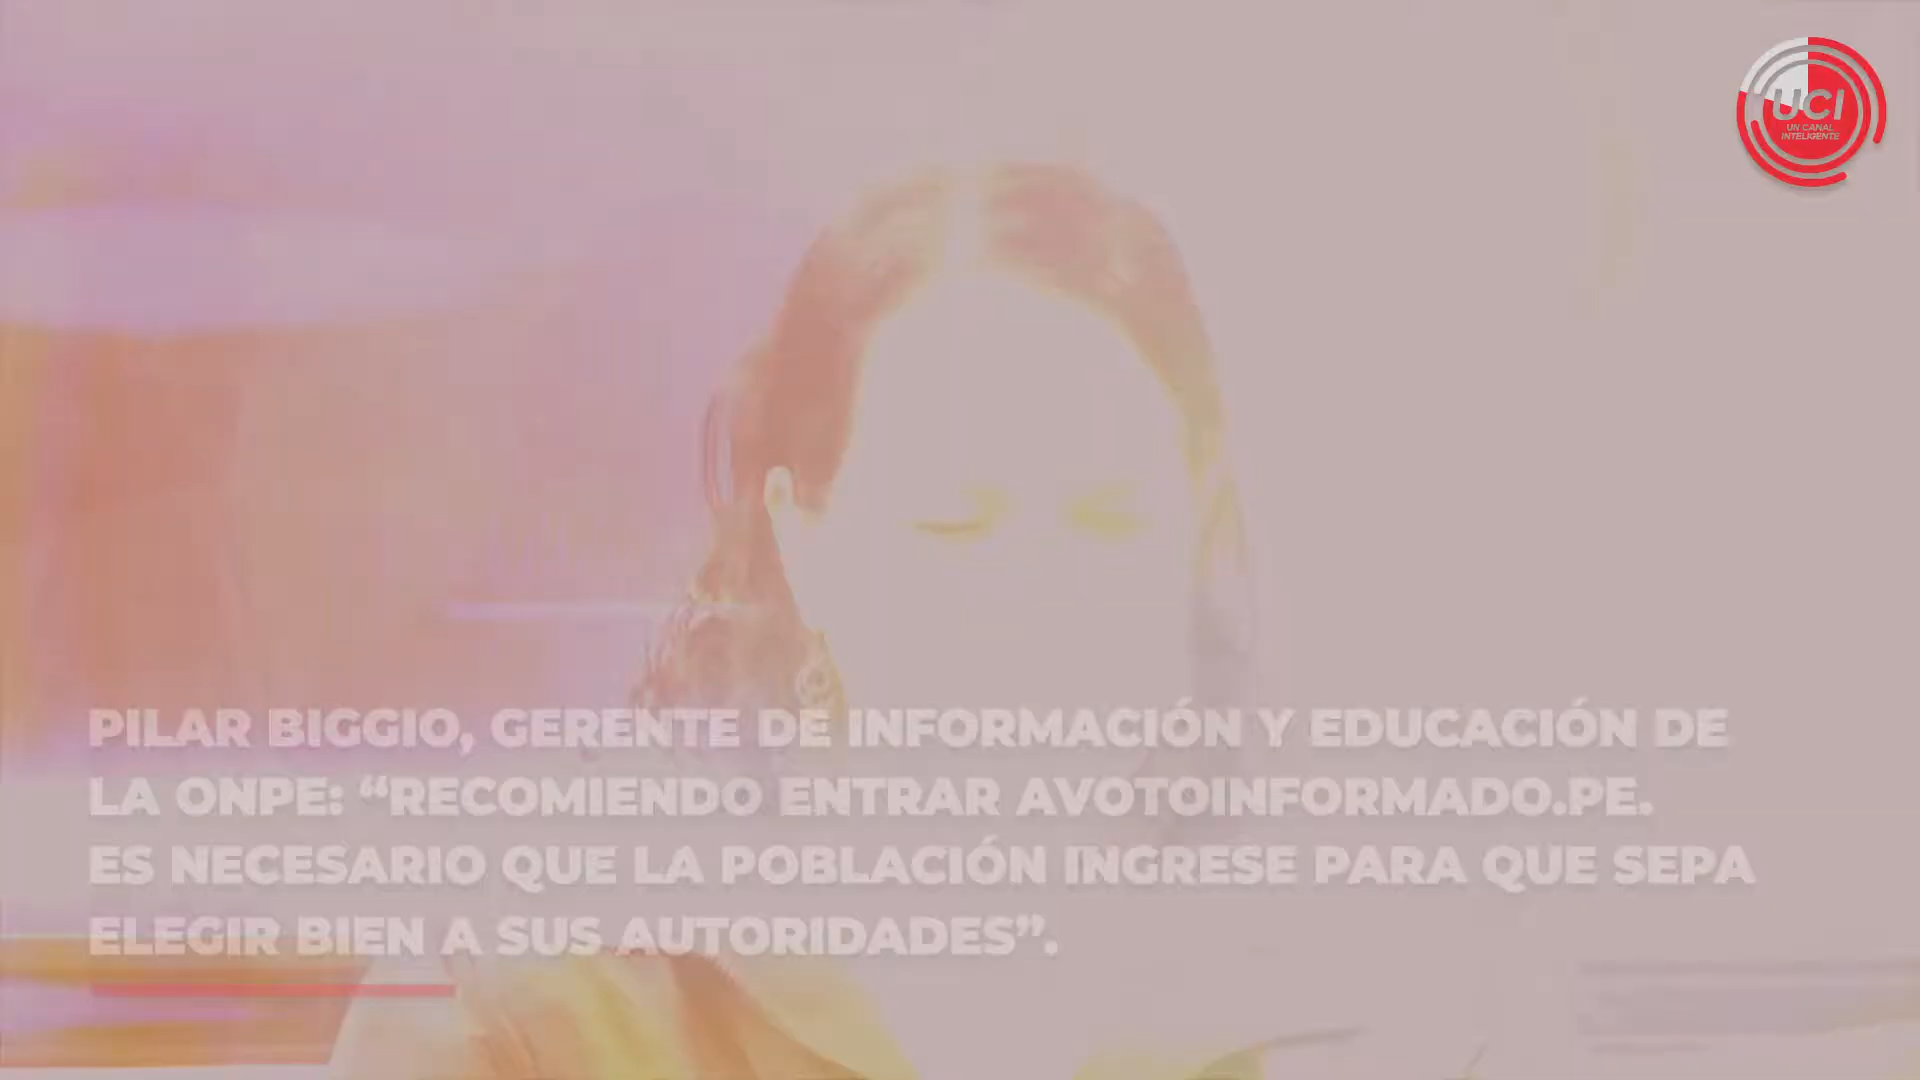 UCI
UN CANAL
INTELIGENTE
PILAR BIGGIO, GERENTE DE INFORMACIÓN Y EDUCACIÓN DE
LA ONPE: “RECOMIENDO ENTRAR AVOTOINFORMADO.PE.
ES NECESARIO QUE LA POBLACIÓN INGRESE PARA QUE SEPA
ELEGIR BIEN A SUS AUTORIDADES”.